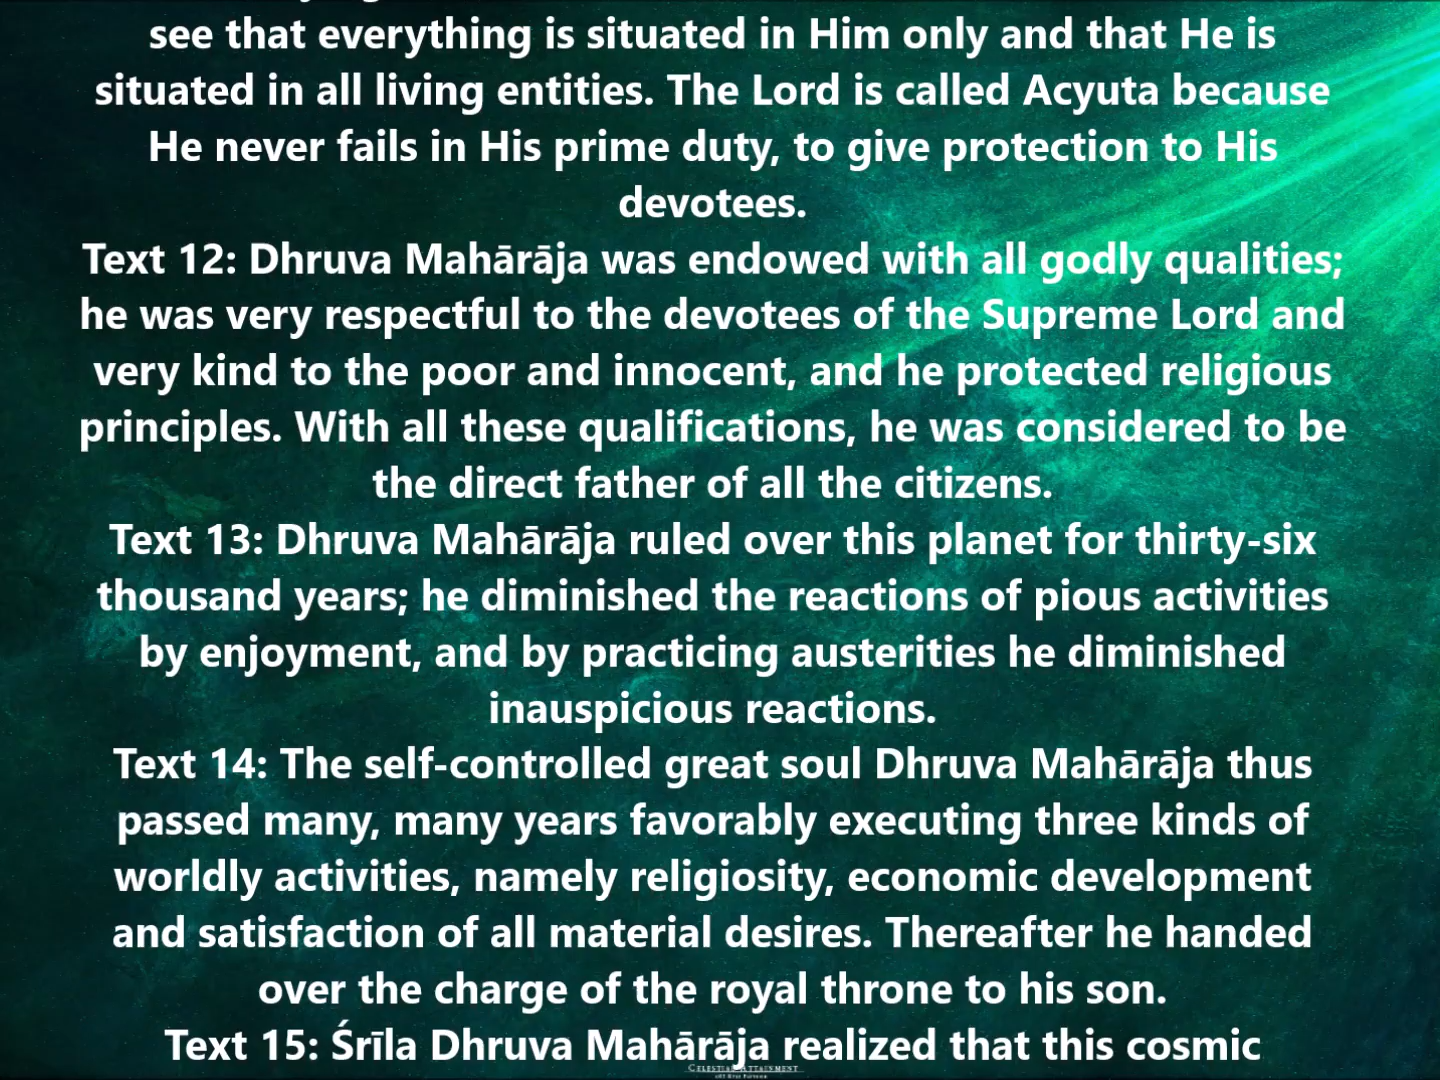 see that everything is situated in Him only and that He is
situated in all living entities. The Lord is called Acyuta because
He never fails in His prime duty, to give protection to His
devotees.
Text 12: Dhruva Mahārāja was endowed with all godly qualities;
he was very respectful to the devotees of the Supreme Lord and
very kind to the poor and innocent, and he protected religious
principles. With all these qualifications, he was considered to be
the direct father of all the citizens.
Text 13: Dhruva Mahārāja ruled over this planet for thirty-six
thousand years; he diminished the reactions of pious activities
by enjoyment, and by practicing austerities he diminished
inauspicious reactions.
Text 14: The self-controlled great soul Dhruva Mahārāja thus
passed many, many years favorably executing three kinds of
worldly activities, namely religiosity, economic development
and satisfaction of all material desires. Thereafter he handed
over the charge of the royal throne to his son.
Text 15: Śrīla Dhruva Mahārāja realized that this cosmic
Celestial Attainment